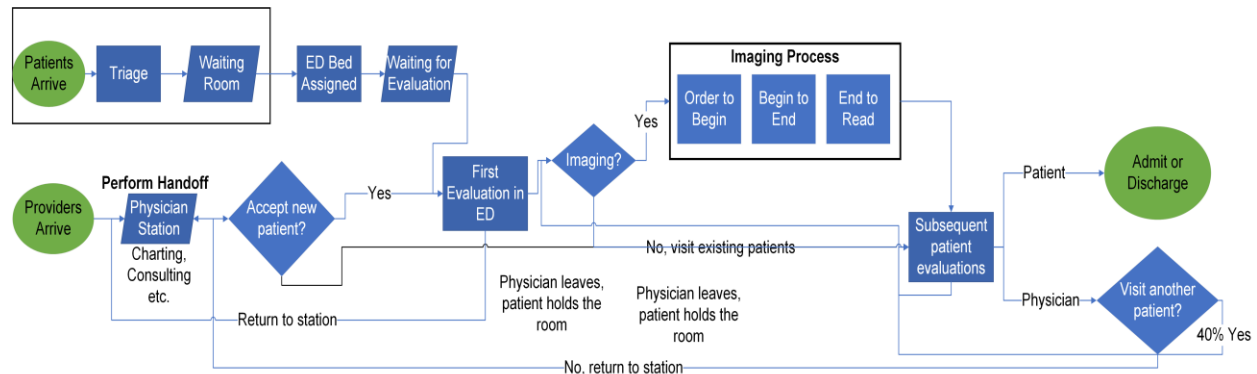 Patients
Arrive
Triage
Waiting
Room
ED Bed
Assigned
Waiting for
Evaluation
Imaging Process
Order to
Begin
Begin to
End
End to
Read
Yes
Imaging?
Patient
Admit or
Discharge
Perform Handoff
Providers
Arrive
Physician
Station
Charting,
Consulting
etc.
Accept new
patient?
Yes
First
Evaluation in
ED
No, visit existing patients
Subsequent
patient
evaluations
Physician leaves,
patient holds the
room
Physician leaves,
patient holds the
room
Physician
Visit another
patient?
40% Yes
Return to station
No, return to station